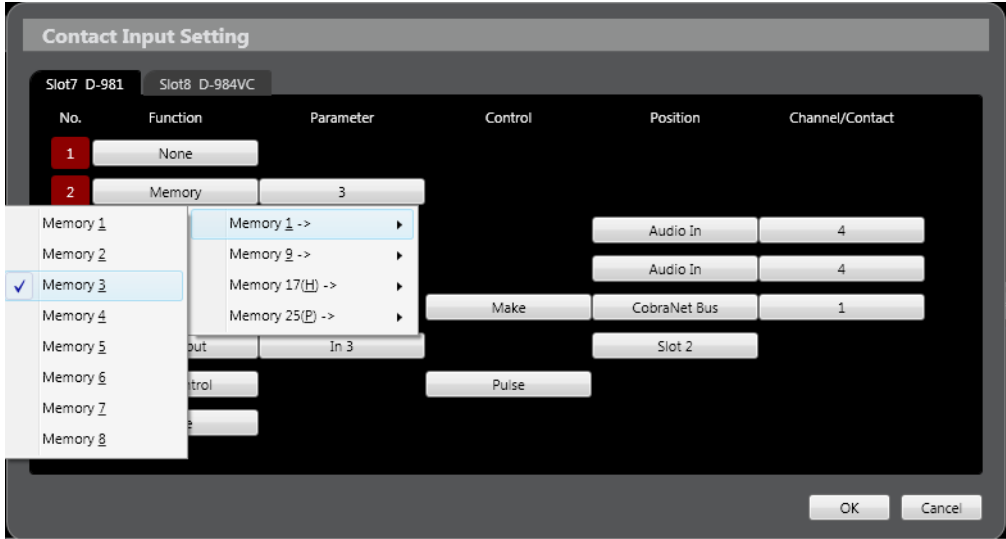 Contact Input Setting
Slot7 D-981 Slot8 D-984VC
No. Function Parameter Control Position Channel/Contact
1 None
2 Memory 3
Memory 1 Memory 1 -> Audio In 4
Memory 2 Memory 9 -> Audio In 4
Memory 3 Memory 17(H) -> Make CobraNet Bus 1
Memory 4 Memory 25(P) ->
Memory 5 out In 3 Slot 2
Memory 6 trol Pulse
Memory 7 e
Memory 8
OK Cancel